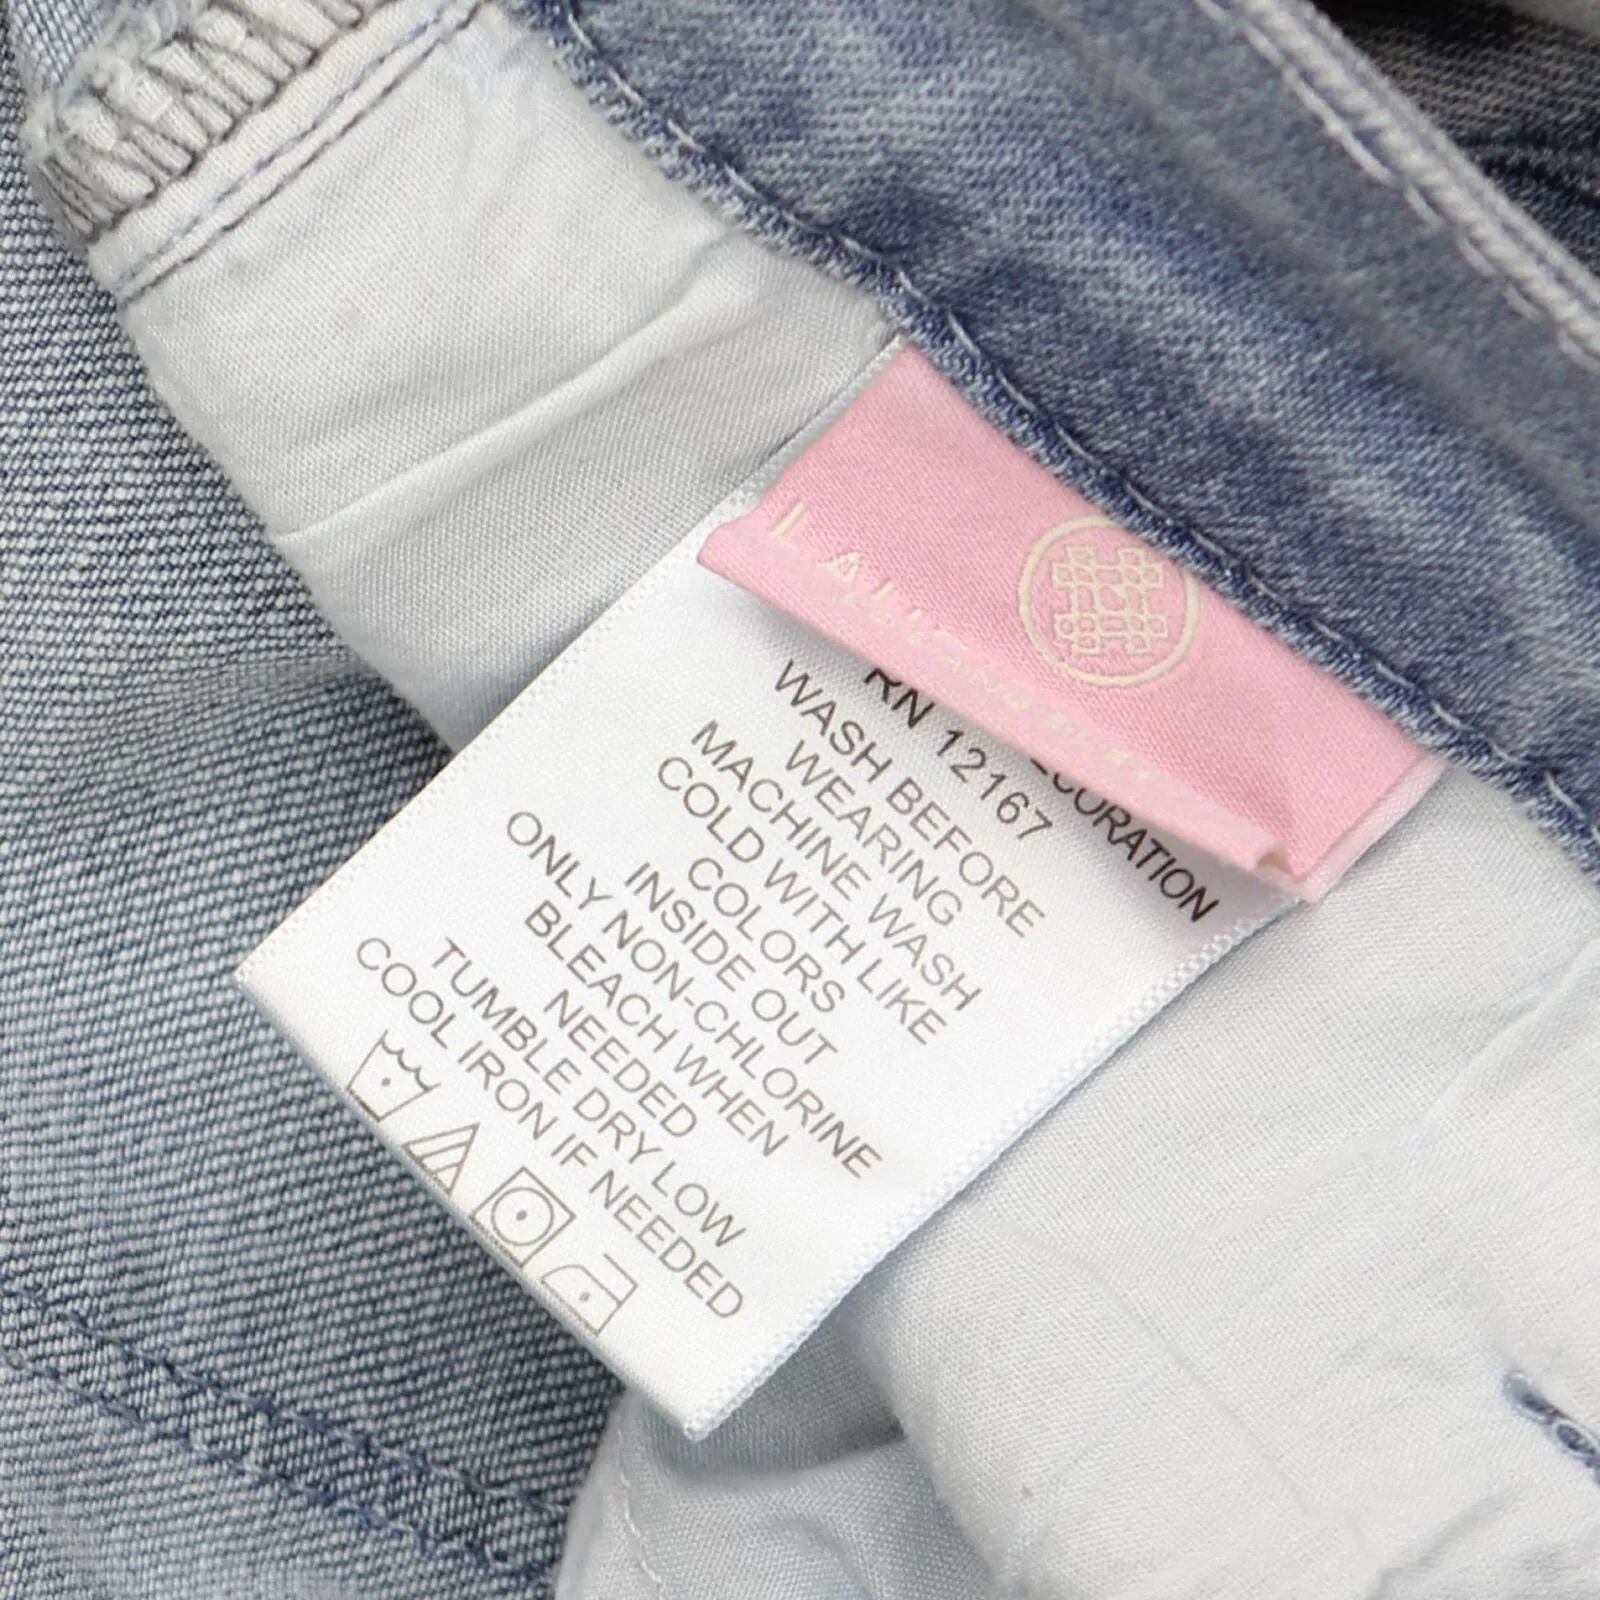 CORATION
RN 12167
WASH BEFORE
WEARING
MACHINE WASH
COLD WITH LIKE
COLORS
INSIDE OUT
ONLY NON-CHLORINE
BLEACH WHEN
NEEDED
TUMBLE DRY LOW
COOL IRON IF NEEDED